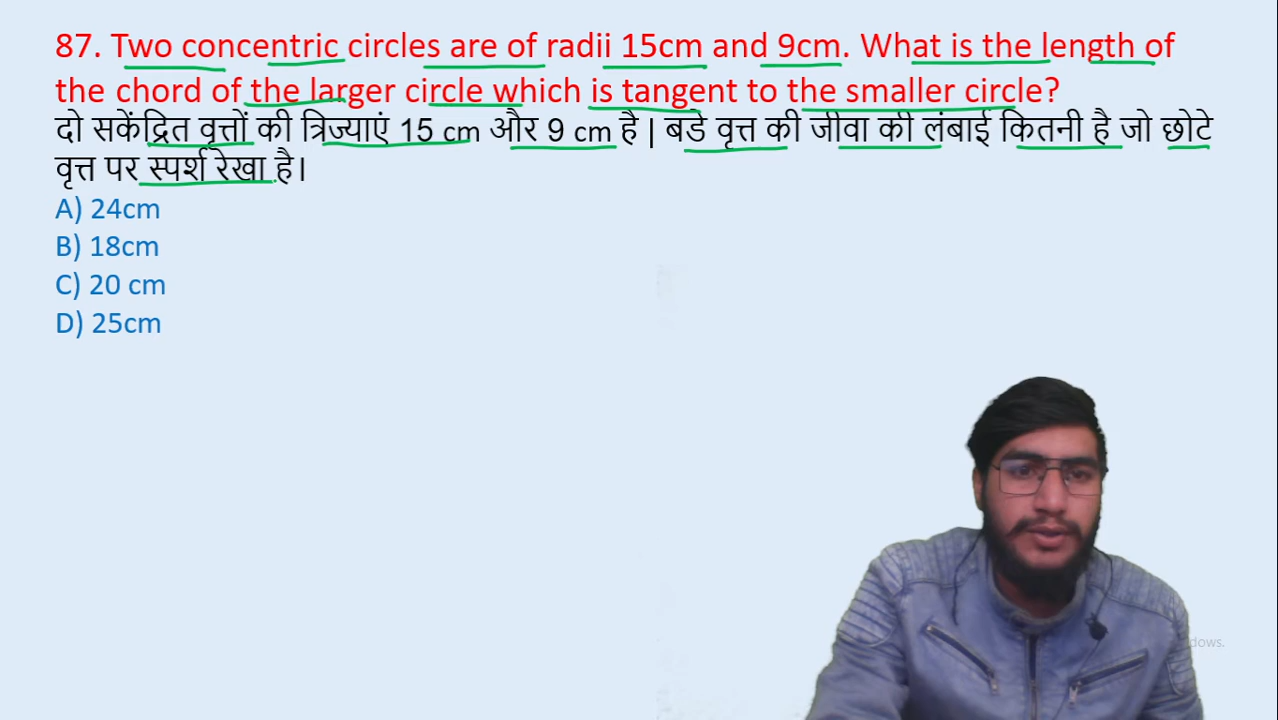 87. Two concentric circles are of radii 15cm and 9cm. What is the length of
the chord of the larger circle which is tangent to the smaller circle?
दो सकेंद्रित वृत्तों की त्रिज्याएं 15 cm और 9 cm है | बडे वृत्त की जीवा की लंबाई कितनी है जो छोटे
वृत्त पर स्पर्श रेखा है।
A) 24cm
B) 18cm
C) 20 cm
D) 25cm
dows.